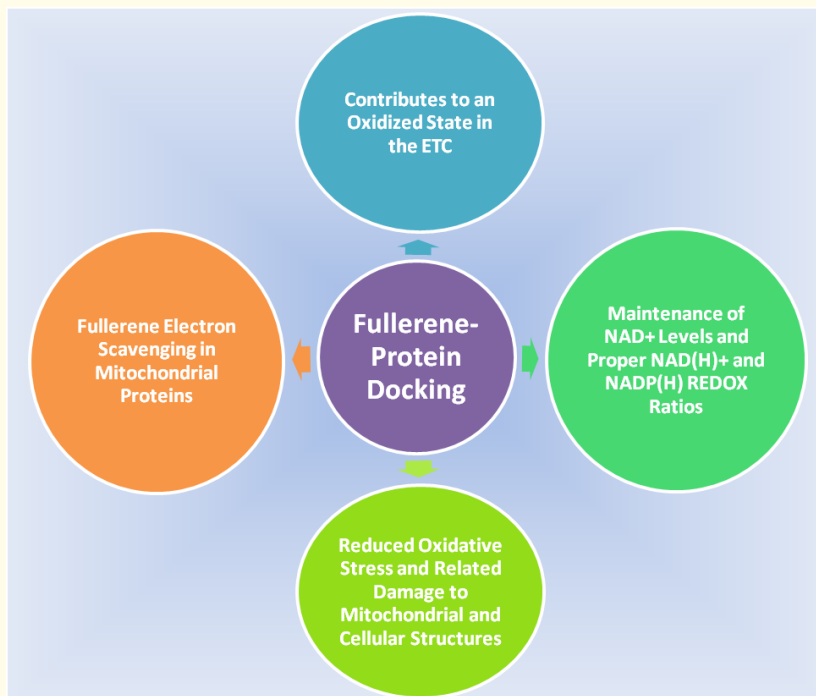 Contributes to an
Oxidized State in
the ETC
Fullerene Electron
Scavenging in
Mitochondrial
Proteins
Fullerene-
Protein
Docking
Maintenance of
NAD+ Levels and
Proper NAD(H)+ and
NADP(H) REDOX
Ratios
Reduced Oxidative
Stress and Related
Damage to
Mitochondrial and
Cellular Structures